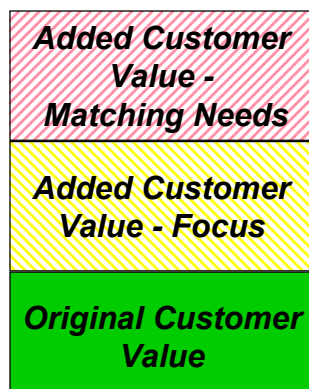 Added Customer
Value -
Matching Needs
Added Customer
Value - Focus
Original Customer
Value